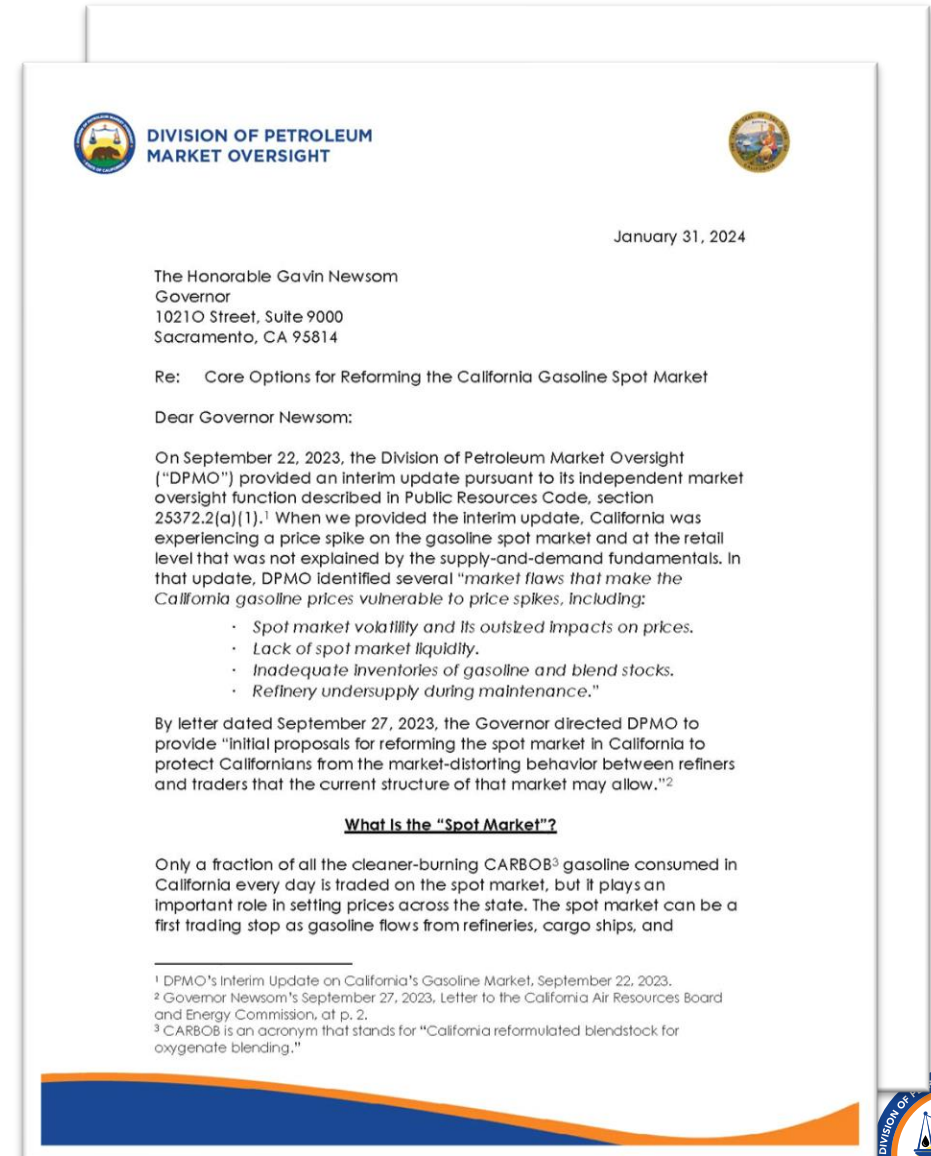 DIVISION OF PETROLEUM
MARKET OVERSIGHT
January 31, 2024
The Honorable Gavin Newsom
Governor
1021O Street, Suite 9000
Sacramento, CA 95814
Re: Core Options for Reforming the California Gasoline Spot Market
Dear Governor Newsom:
On September 22, 2023, the Division of Petroleum Market Oversight
(“DPMO”) provided an interim update pursuant to its independent market
oversight function described in Public Resources Code, section
25372.2(a)(1).¹ When we provided the interim update, California was
experiencing a price spike on the gasoline spot market and at the retail
level that was not explained by the supply-and-demand fundamentals. In
that update, DPMO identified several “market flaws that make the
California gasoline prices vulnerable to price spikes, including:
· Spot market volatility and its outsized impacts on prices.
· Lack of spot market liquidity.
· Inadequate inventories of gasoline and blend stocks.
· Refinery undersupply during maintenance.”
By letter dated September 27, 2023, the Governor directed DPMO to
provide “initial proposals for reforming the spot market in California to
protect Californians from the market-distorting behavior between refiners
and traders that the current structure of that market may allow.”²
What Is the “Spot Market”?
Only a fraction of all the cleaner-burning CARBOB³ gasoline consumed in
California every day is traded on the spot market, but it plays an
important role in setting prices across the state. The spot market can be a
first trading stop as gasoline flows from refineries, cargo ships, and
¹ DPMO’s Interim Update on California’s Gasoline Market, September 22, 2023.
² Governor Newsom’s September 27, 2023, Letter to the California Air Resources Board
and Energy Commission, at p. 2.
³ CARBOB is an acronym that stands for “California reformulated blendstock for
oxygenate blending.”
DIVISION OF